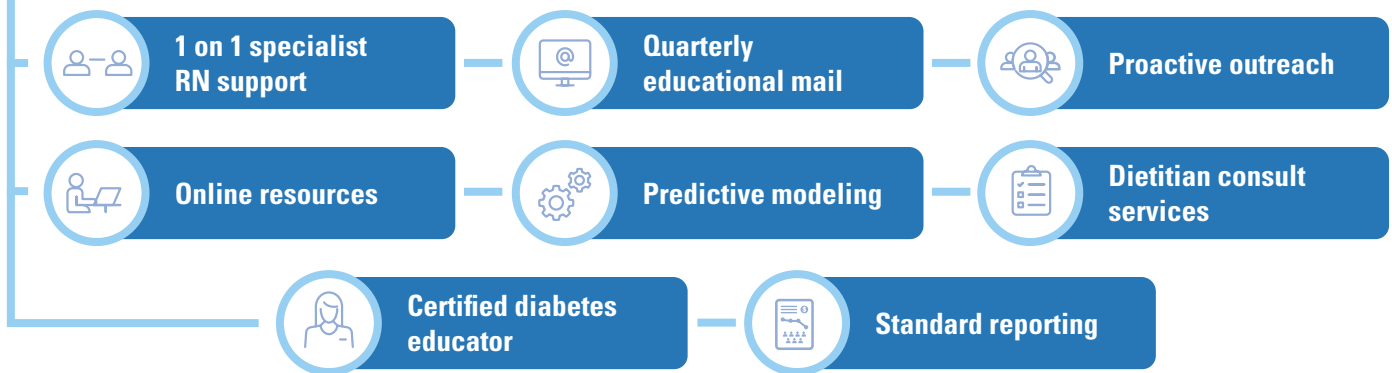 1 on 1 specialist
RN support
Quarterly
educational mail
Proactive outreach
Online resources
Predictive modeling
Dietitian consult
services
Certified diabetes
educator
Standard reporting